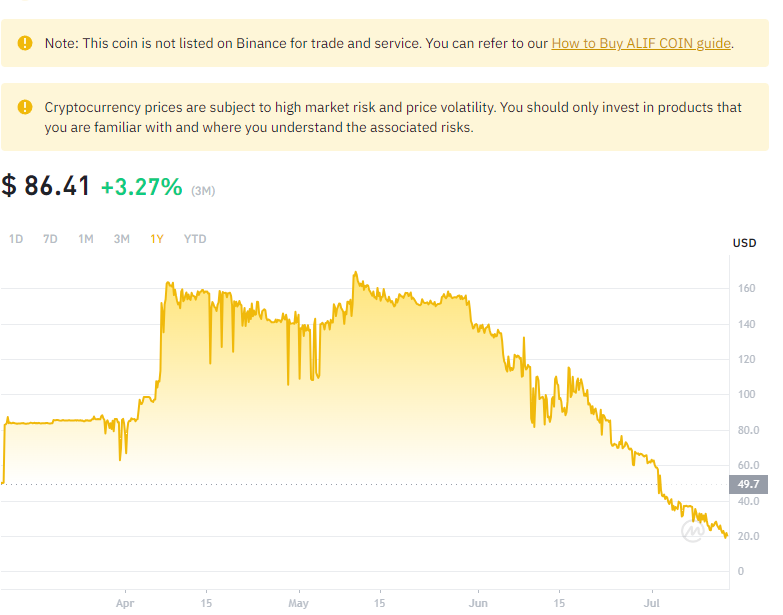 Note: This coin is not listed on Binance for trade and service. You can refer to our How to Buy ALIF COIN guide.
Cryptocurrency prices are subject to high market risk and price volatility. You should only invest in products that
you are familiar with and where you understand the associated risks.
$ 86.41 +3.27% (3M)
1D 7D 1M 3M 1Y YTD
USD
160
140
120
100
80.0
60.0
49.7
40.0
20.0
0
Apr 15 May 15 Jun 15 Jul